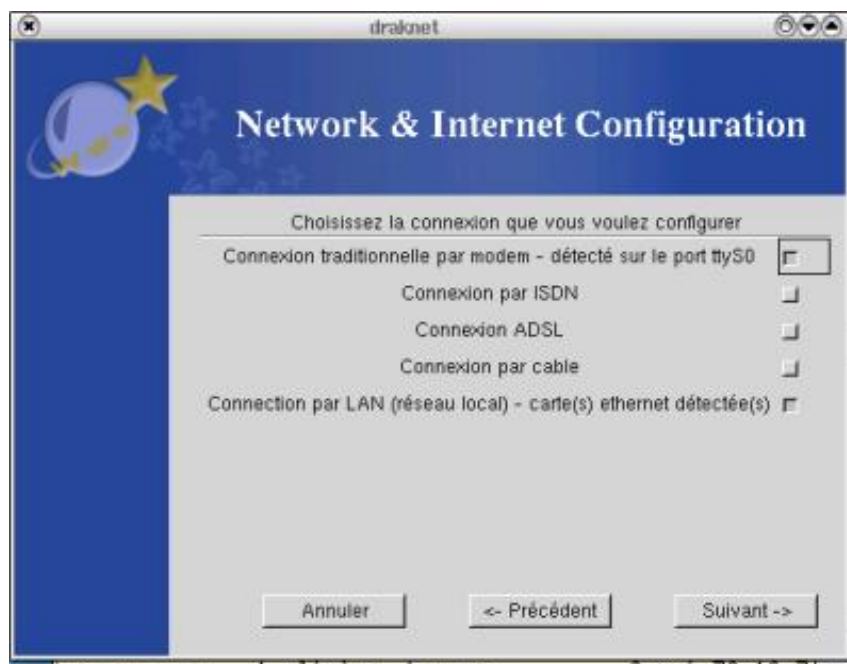 draknet
Network & Internet Configuration
Choisissez la connexion que vous voulez configurer
Connexion traditionnelle par modem - détecté sur le port ttyS0
Connexion par ISDN
Connexion ADSL
Connexion par cable
Connection par LAN (réseau local) - carte(s) ethernet détectée(s)
Annuler
<- Précédent
Suivant ->